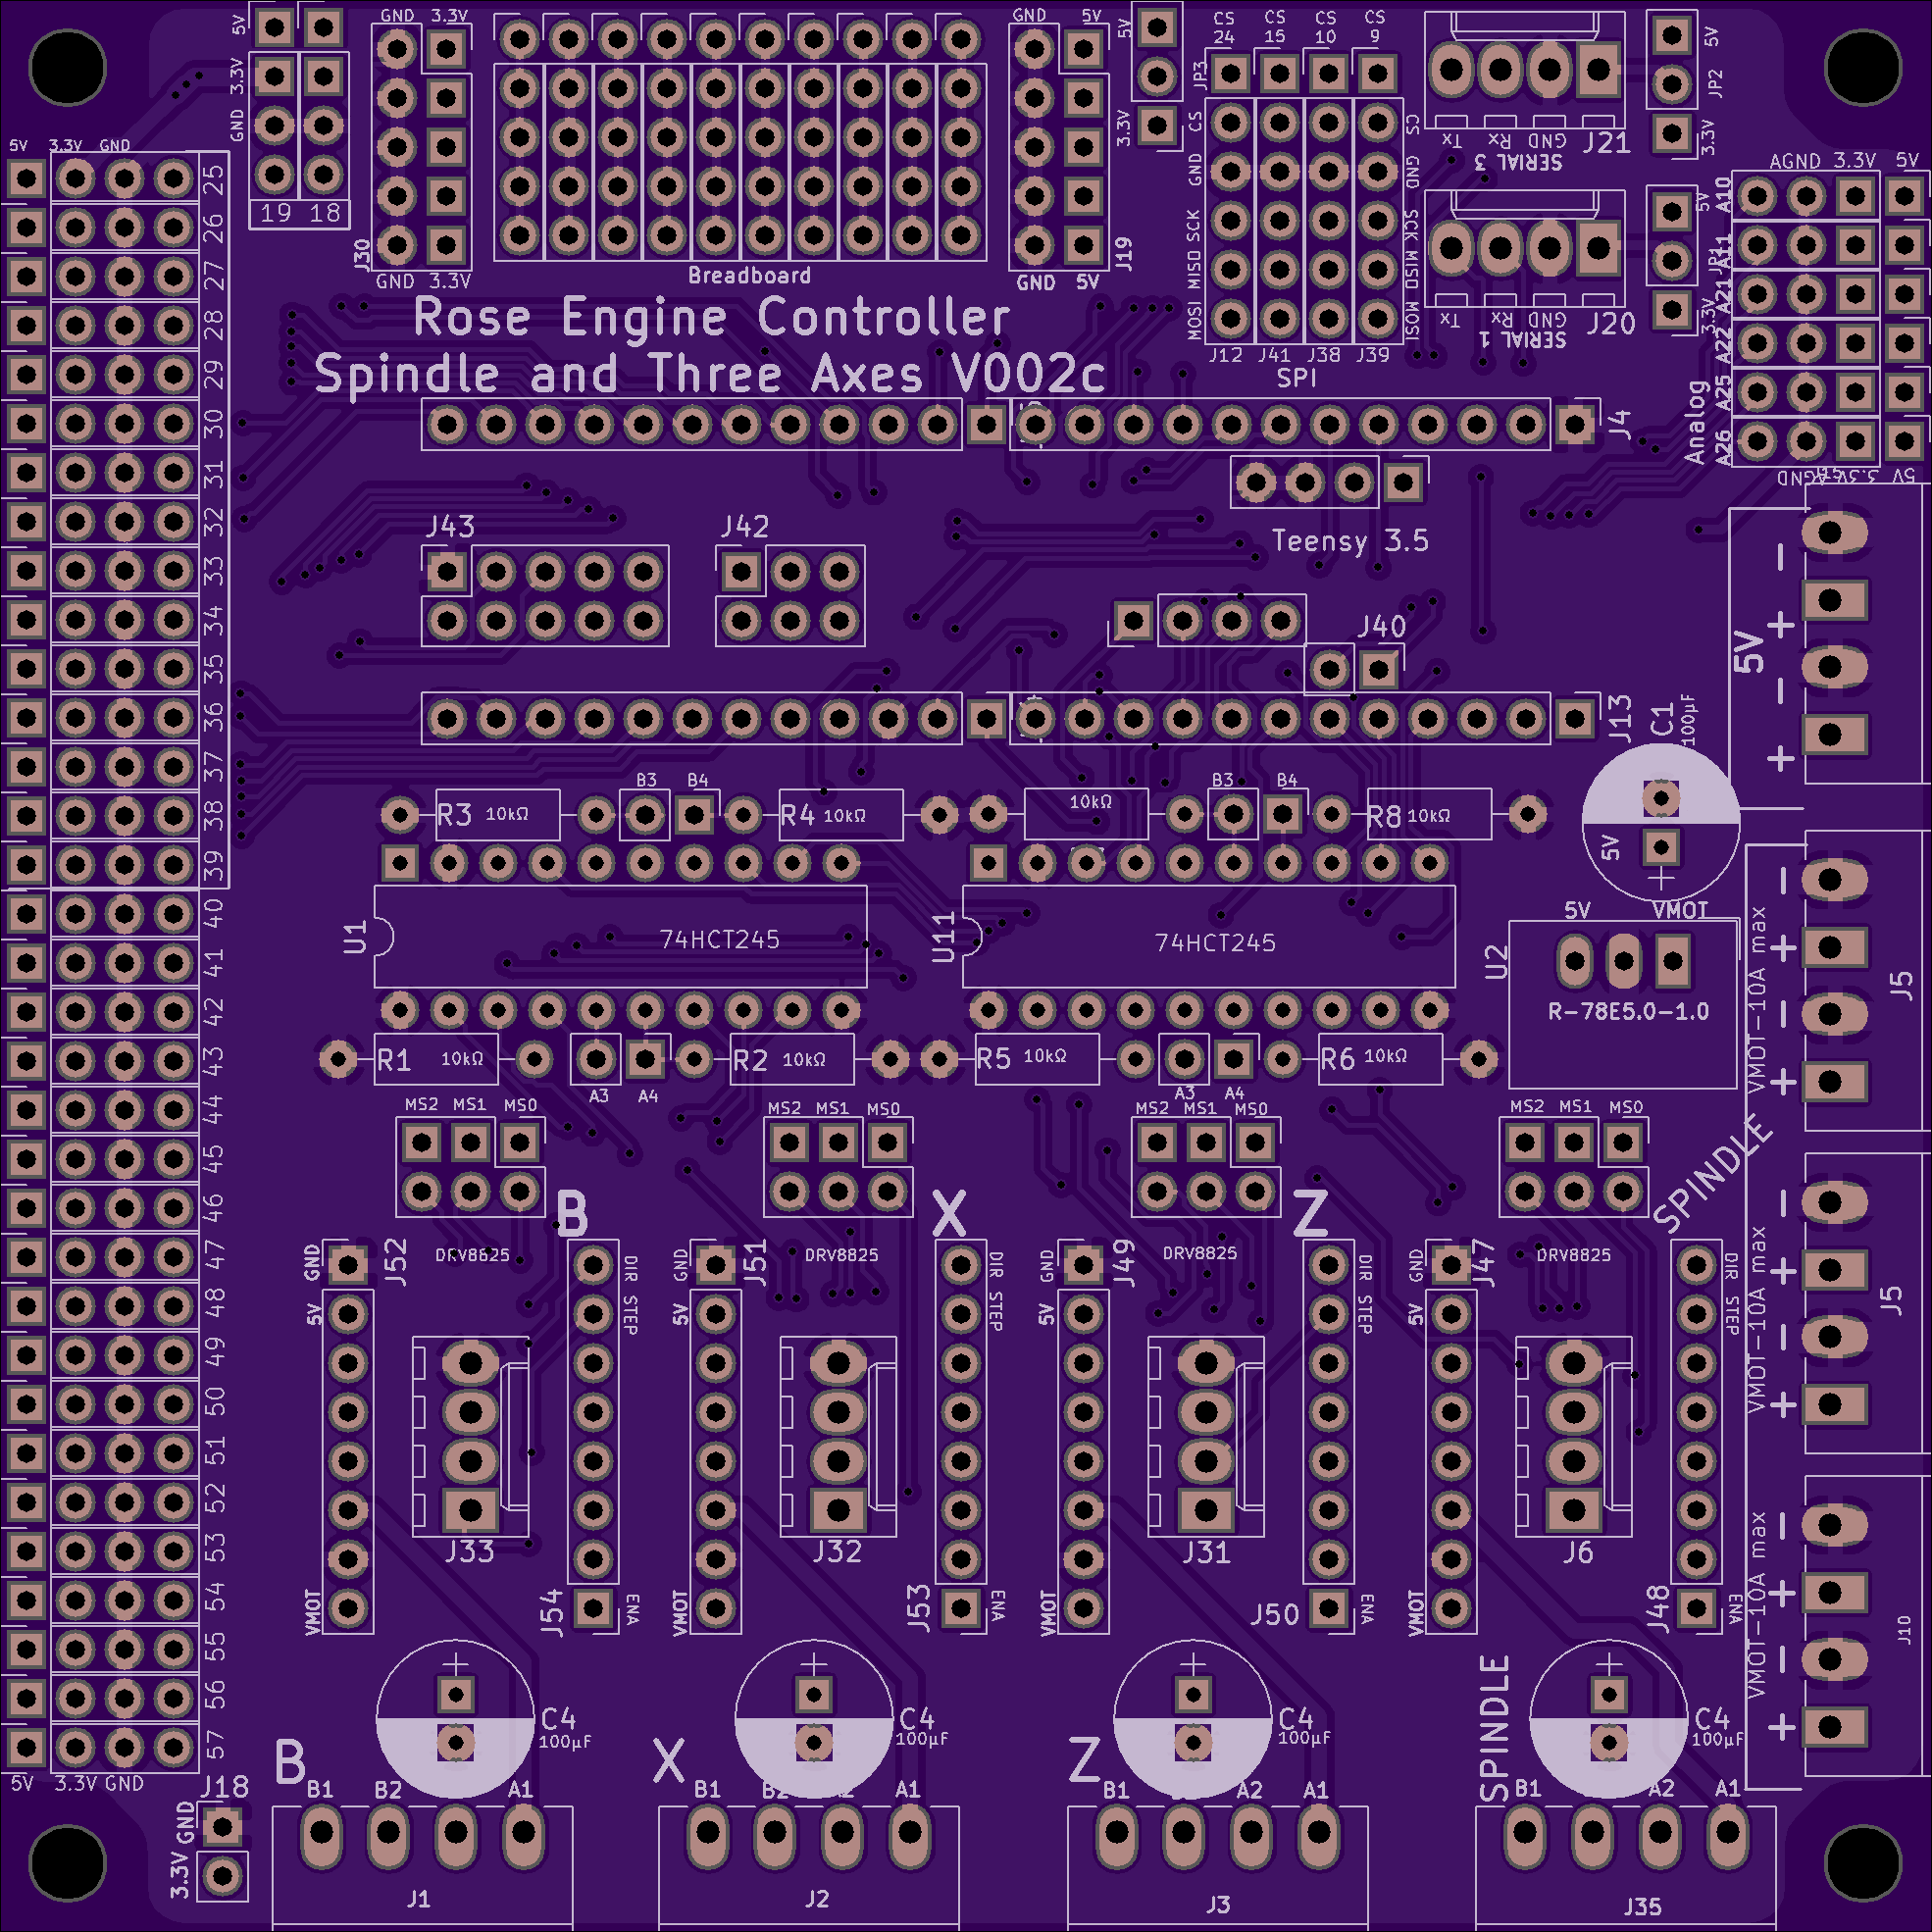 5V
3.3V
GND
19 18
GND 3.3V
J30
GND 3.3V
Breadboard
GND 5V
J19
GND 5V
5V
3.3V
CS 24
CS 15
CS 10
CS 9
JP3
CS
GND
SCK
MISO
MOSI
CS
GND
SCK
MISO
MOSI
J12 J41 J38 J39
SPI
Tx Rx GND J21
SERIAL 3
5V
JP2
3.3V
Tx Rx GND J20
SERIAL 1
5V
JP1
3.3V
AGND 3.3V 5V
A10
A11
A21
A22
A25
A26
Analog
5V 3.3V GND
25
26
27
28
29
30
31
32
33
34
35
36
37
38
39
40
41
42
43
44
45
46
47
48
49
50
51
52
53
54
55
56
57
5V 3.3V GND
J18
GND
3.3V
Rose Engine Controller
Spindle and Three Axes V002c
J4
Teensy 3.5
J43
J42
J40
J13
5V
- + - +
C1
100µF
5V
R3 10kΩ
B3 B4
R4 10kΩ
10kΩ
B3 B4
R8 10kΩ
U1
74HCT245
U11
74HCT245
5V VMOT
U2
R-78E5.0-1.0
R1 10kΩ
A3 A4
R2 10kΩ
R5 10kΩ
A3 A4
R6 10kΩ
- + - +
VMOT-10A max
J5
MS2 MS1 MS0
MS2 MS1 MS0
MS2 MS1 MS0
MS2 MS1 MS0
B
X
Z
SPINDLE
GND
5V
VMOT
J52
DRV8825
DIR STEP
ENA
J33
J54
GND
5V
VMOT
J51
DRV8825
DIR STEP
ENA
J32
J53
GND
5V
VMOT
J49
DRV8825
DIR STEP
ENA
J31
J50
GND
5V
VMOT
J47
DRV8825
DIR STEP
ENA
J6
J48
- + - +
VMOT-10A max
J5
- + - +
VMOT-10A max
J10
C4
100µF
C4
100µF
C4
100µF
C4
100µF
B
B1 B2 A1
J1
X
B1 A1
J2
Z
B1 A2 A1
J3
SPINDLE
B1 A2 A1
J35